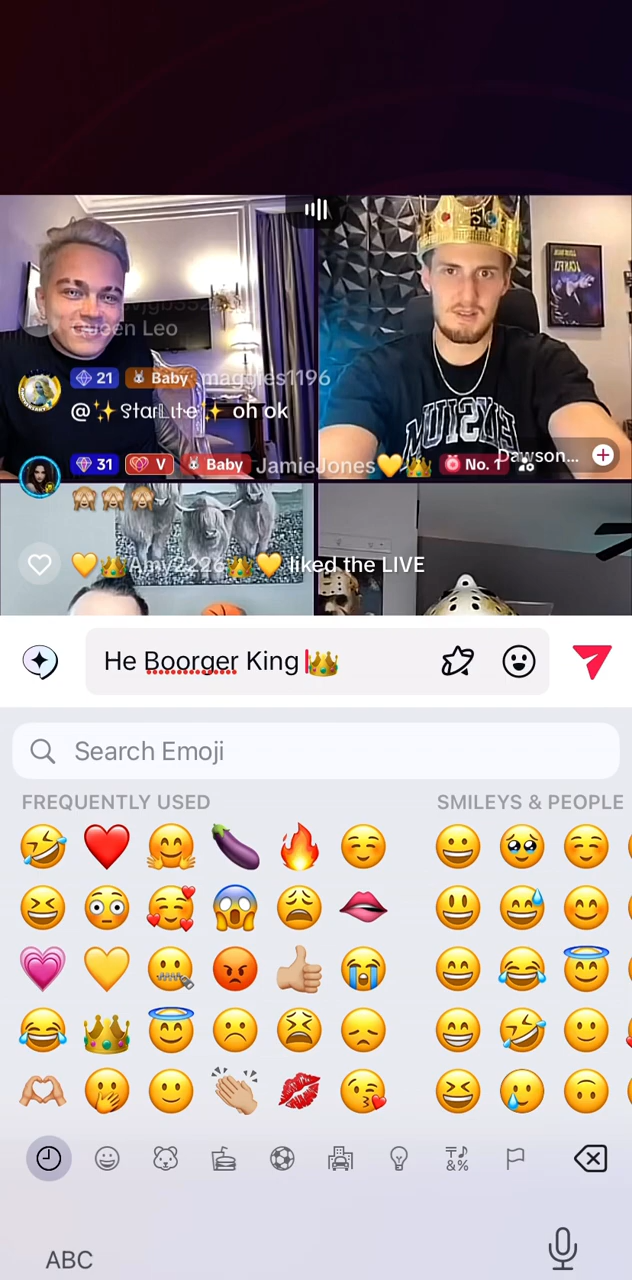 Queen Leo
21 Baby maggies1196
@✨StarLite✨ oh ok
31 V Baby JamieJones💛👑 No. 1
Dawson...
🙈🙈🙈
💛👑Amy2226👑💛 liked the LIVE
He Boorger King 👑
Search Emoji
FREQUENTLY USED
SMILEYS & PEOPLE
ABC